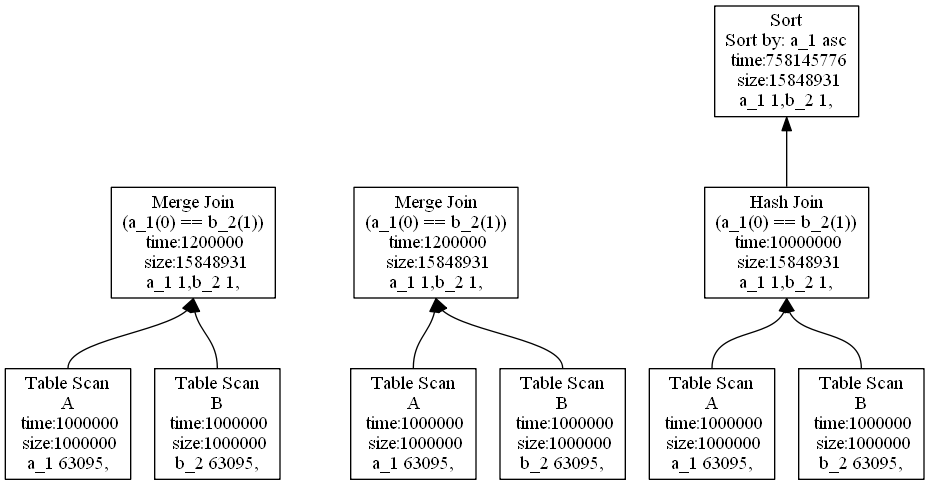 Sort
Sort by: a_1 asc
time:758145776
size:15848931
a_1 1,b_2 1,
Merge Join
(a_1(0) == b_2(1))
time:1200000
size:15848931
a_1 1,b_2 1,
Merge Join
(a_1(0) == b_2(1))
time:1200000
size:15848931
a_1 1,b_2 1,
Hash Join
(a_1(0) == b_2(1))
time:10000000
size:15848931
a_1 1,b_2 1,
Table Scan
A
time:1000000
size:1000000
a_1 63095,
Table Scan
B
time:1000000
size:1000000
b_2 63095,
Table Scan
A
time:1000000
size:1000000
a_1 63095,
Table Scan
B
time:1000000
size:1000000
b_2 63095,
Table Scan
A
time:1000000
size:1000000
a_1 63095,
Table Scan
B
time:1000000
size:1000000
b_2 63095,